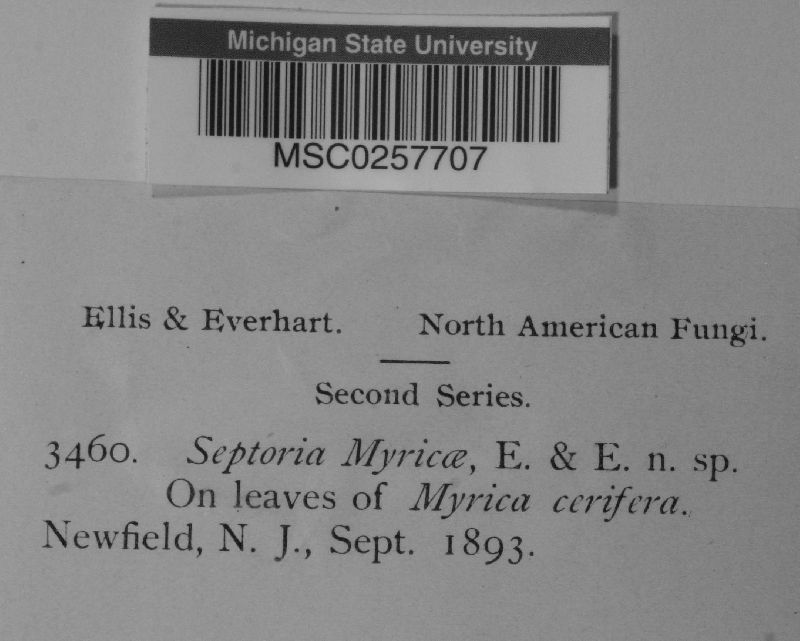 Michigan State University
MSC0257707
Ellis & Everhart. North American Fungi.
Second Series.
3460. Septoria Myricæ, E. & E. n. sp.
On leaves of Myrica cerifera.
Newfield, N. J., Sept. 1893.